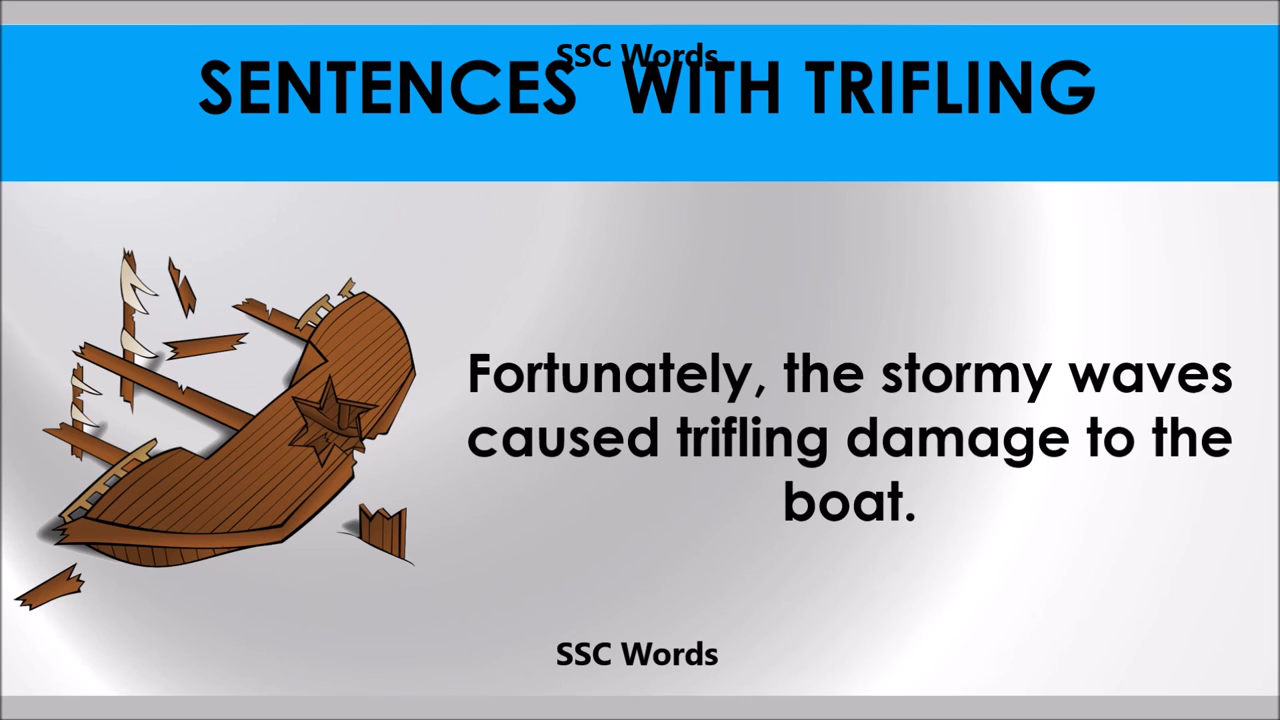 SSC Words
SENTENCES WITH TRIFLING
Fortunately, the stormy waves
caused trifling damage to the
boat.
SSC Words